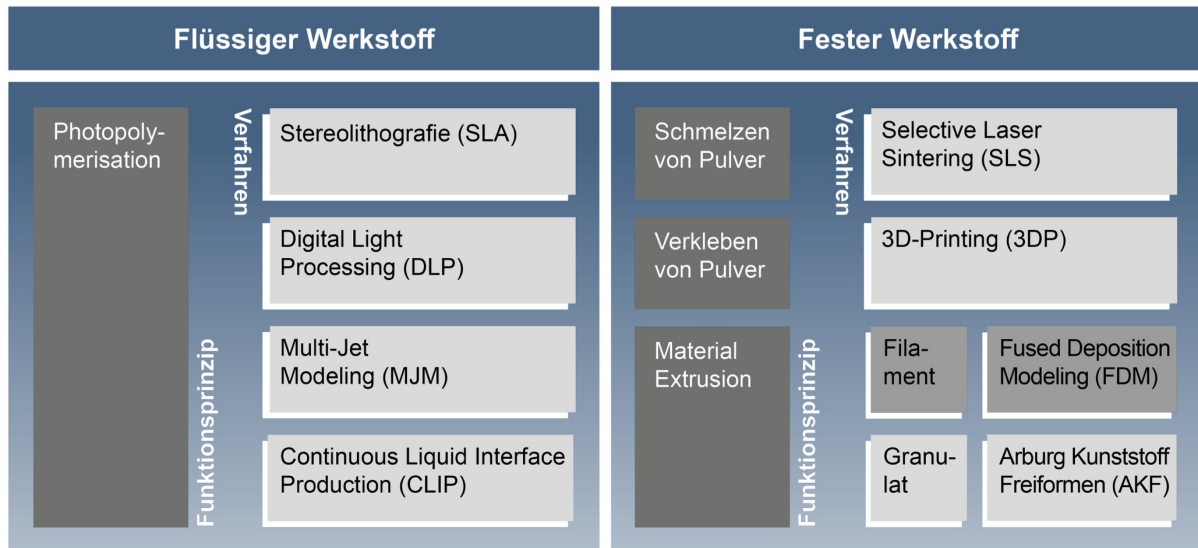 Flüssiger Werkstoff
Photopoly-
merisation
Verfahren
Funktionsprinzip
Stereolithografie (SLA)
Digital Light
Processing (DLP)
Multi-Jet
Modeling (MJM)
Continuous Liquid Interface
Production (CLIP)
Fester Werkstoff
Schmelzen
von Pulver
Verkleben
von Pulver
Material
Extrusion
Verfahren
Funktionsprinzip
Selective Laser
Sintering (SLS)
3D-Printing (3DP)
Fila-
ment
Fused Deposition
Modeling (FDM)
Granu-
lat
Arburg Kunststoff
Freiformen (AKF)